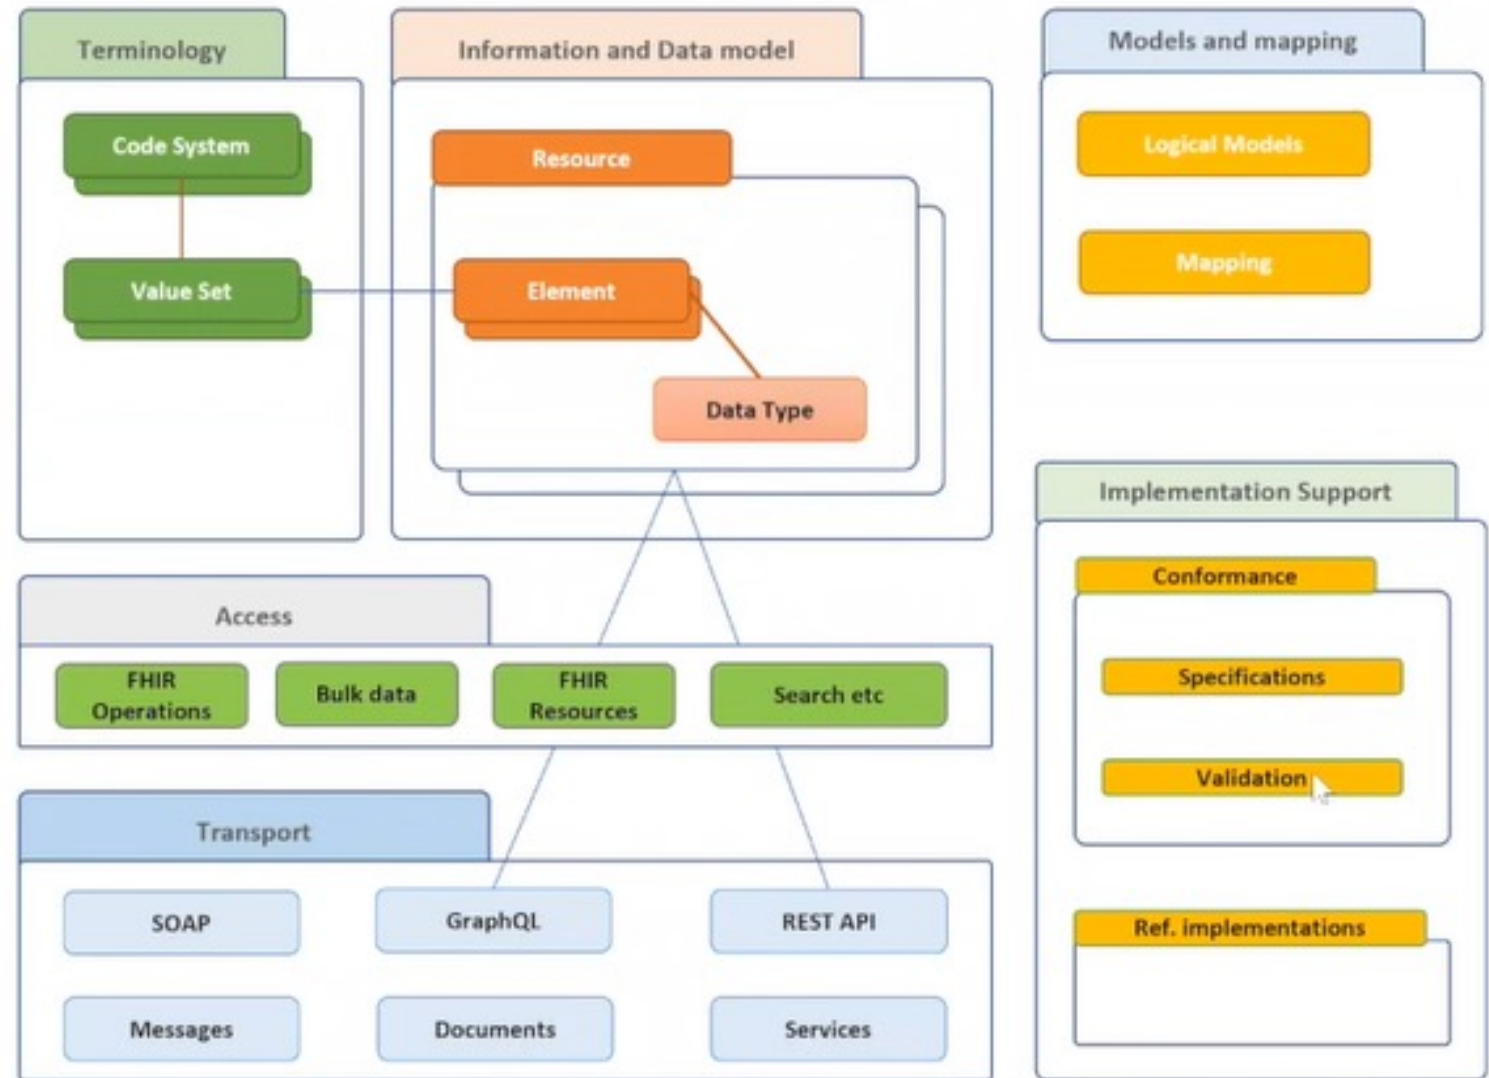 Terminology
Code System
Value Set
Information and Data model
Resource
Element
Data Type
Models and mapping
Logical Models
Mapping
Access
FHIR
Operations
Bulk data
FHIR
Resources
Search etc
Transport
SOAP
GraphQL
REST API
Messages
Documents
Services
Implementation Support
Conformance
Specifications
Validation
Ref. implementations